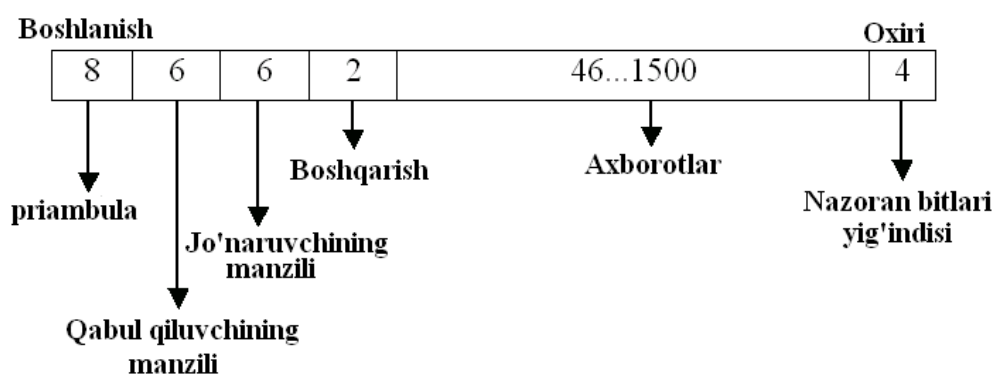 Boshlanish
Oxiri
8 6 6 2 46...1500 4
Boshqarish
Axborotlar
priambula
Nazoran bitlari
yig'indisi
Jo'naruvchining
manzili
Qabul qiluvchining
manzili